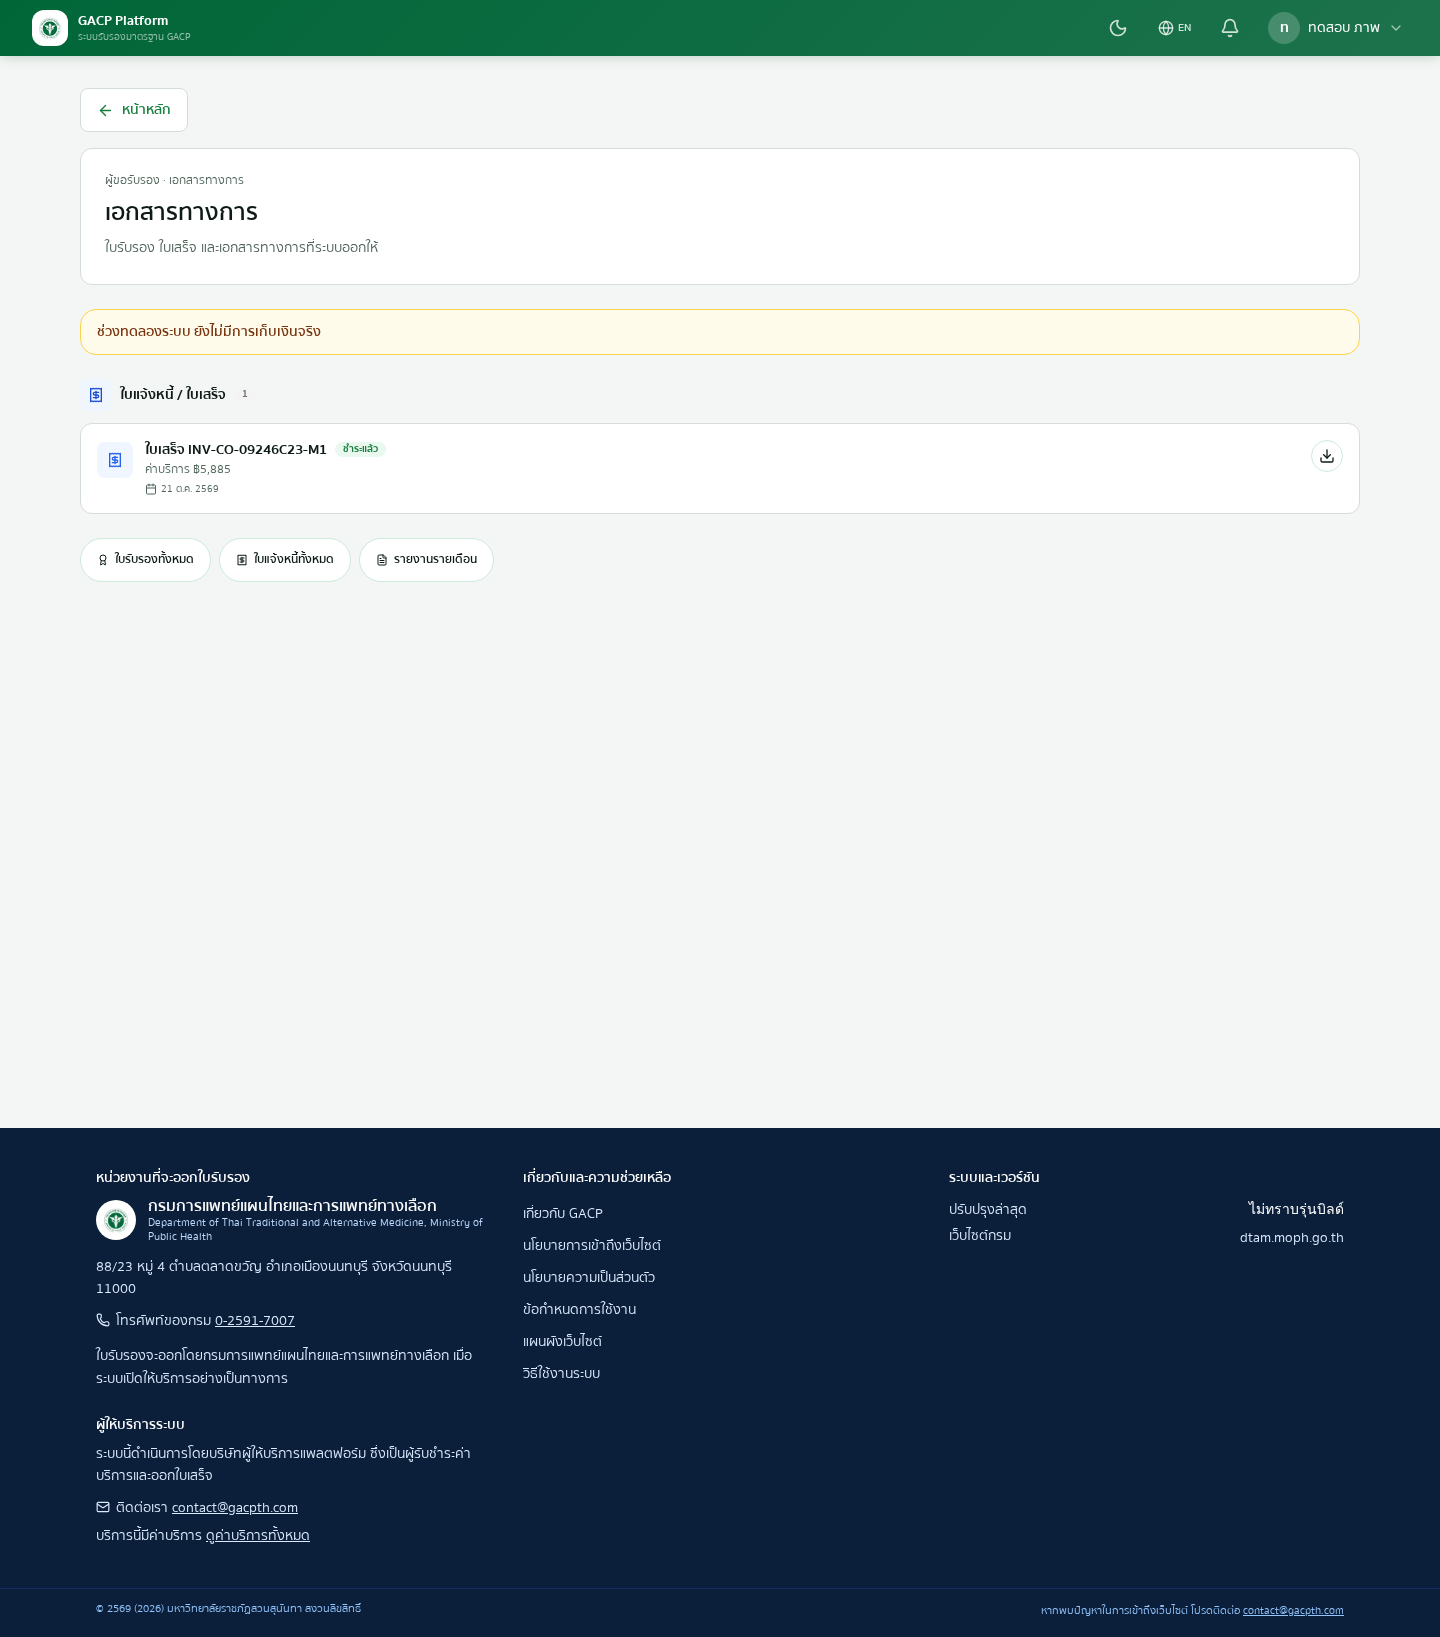 GACP Platform
ระบบรับรองมาตรฐาน GACP
EN
ท
ทดสอบ ภาพ
หน้าหลัก
ผู้ขอรับรอง · เอกสารทางการ
เอกสารทางการ
ใบรับรอง ใบเสร็จ และเอกสารทางการที่ระบบออกให้
ช่วงทดลองระบบ ยังไม่มีการเก็บเงินจริง
ใบแจ้งหนี้ / ใบเสร็จ 1
ใบเสร็จ INV-CO-09246C23-M1 ชำระแล้ว
ค่าบริการ ฿5,885
21 ต.ค. 2569
ใบรับรองทั้งหมด
ใบแจ้งหนี้ทั้งหมด
รายงานรายเดือน
หน่วยงานที่จะออกใบรับรอง
กรมการแพทย์แผนไทยและการแพทย์ทางเลือก
Department of Thai Traditional and Alternative Medicine, Ministry of
Public Health
88/23 หมู่ 4 ตำบลตลาดขวัญ อำเภอเมืองนนทบุรี จังหวัดนนทบุรี
11000
โทรศัพท์ของกรม 0-2591-7007
ใบรับรองจะออกโดยกรมการแพทย์แผนไทยและการแพทย์ทางเลือก เมื่อ
ระบบเปิดให้บริการอย่างเป็นทางการ
ผู้ให้บริการระบบ
ระบบนี้ดำเนินการโดยบริษัทผู้ให้บริการแพลตฟอร์ม ซึ่งเป็นผู้รับชำระค่า
บริการและออกใบเสร็จ
ติดต่อเรา contact@gacpth.com
บริการนี้มีค่าบริการ ดูค่าบริการทั้งหมด
เกี่ยวกับและความช่วยเหลือ
เกี่ยวกับ GACP
นโยบายการเข้าถึงเว็บไซต์
นโยบายความเป็นส่วนตัว
ข้อกำหนดการใช้งาน
แผนผังเว็บไซต์
วิธีใช้งานระบบ
ระบบและเวอร์ชัน
ปรับปรุงล่าสุด ไม่ทราบรุ่นบิลด์
เว็บไซต์กรม dtam.moph.go.th
© 2569 (2026) มหาวิทยาลัยราชภัฏสวนสุนันทา สงวนลิขสิทธิ์
หากพบปัญหาในการเข้าถึงเว็บไซต์ โปรดติดต่อ contact@gacpth.com